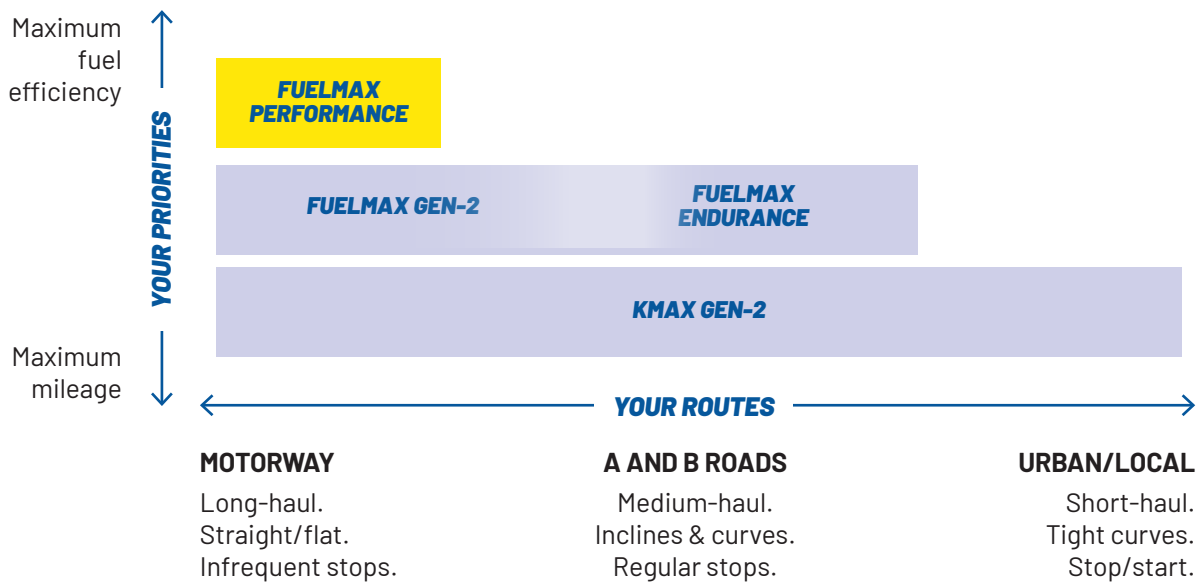 Maximum
fuel
efficiency
YOUR PRIORITIES
Maximum
mileage
FUELMAX
PERFORMANCE
FUELMAX GEN-2
FUELMAX
ENDURANCE
KMAX GEN-2
YOUR ROUTES
MOTORWAY
Long-haul.
Straight/flat.
Infrequent stops.
A AND B ROADS
Medium-haul.
Inclines & curves.
Regular stops.
URBAN/LOCAL
Short-haul.
Tight curves.
Stop/start.